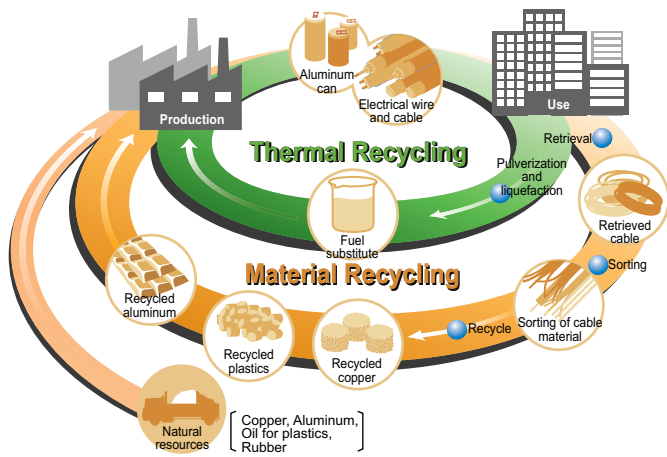 Aluminum
can
Electrical wire
and cable
Production
Use
Thermal Recycling
Retrieval
Pulverization
and
liquefaction
Retrieved
cable
Fuel
substitute
Material Recycling
Sorting
Recycled
aluminum
Sorting of cable
material
Recycle
Recycled
plastics
Recycled
copper
Natural
resources
Copper, Aluminum,
Oil for plastics,
Rubber